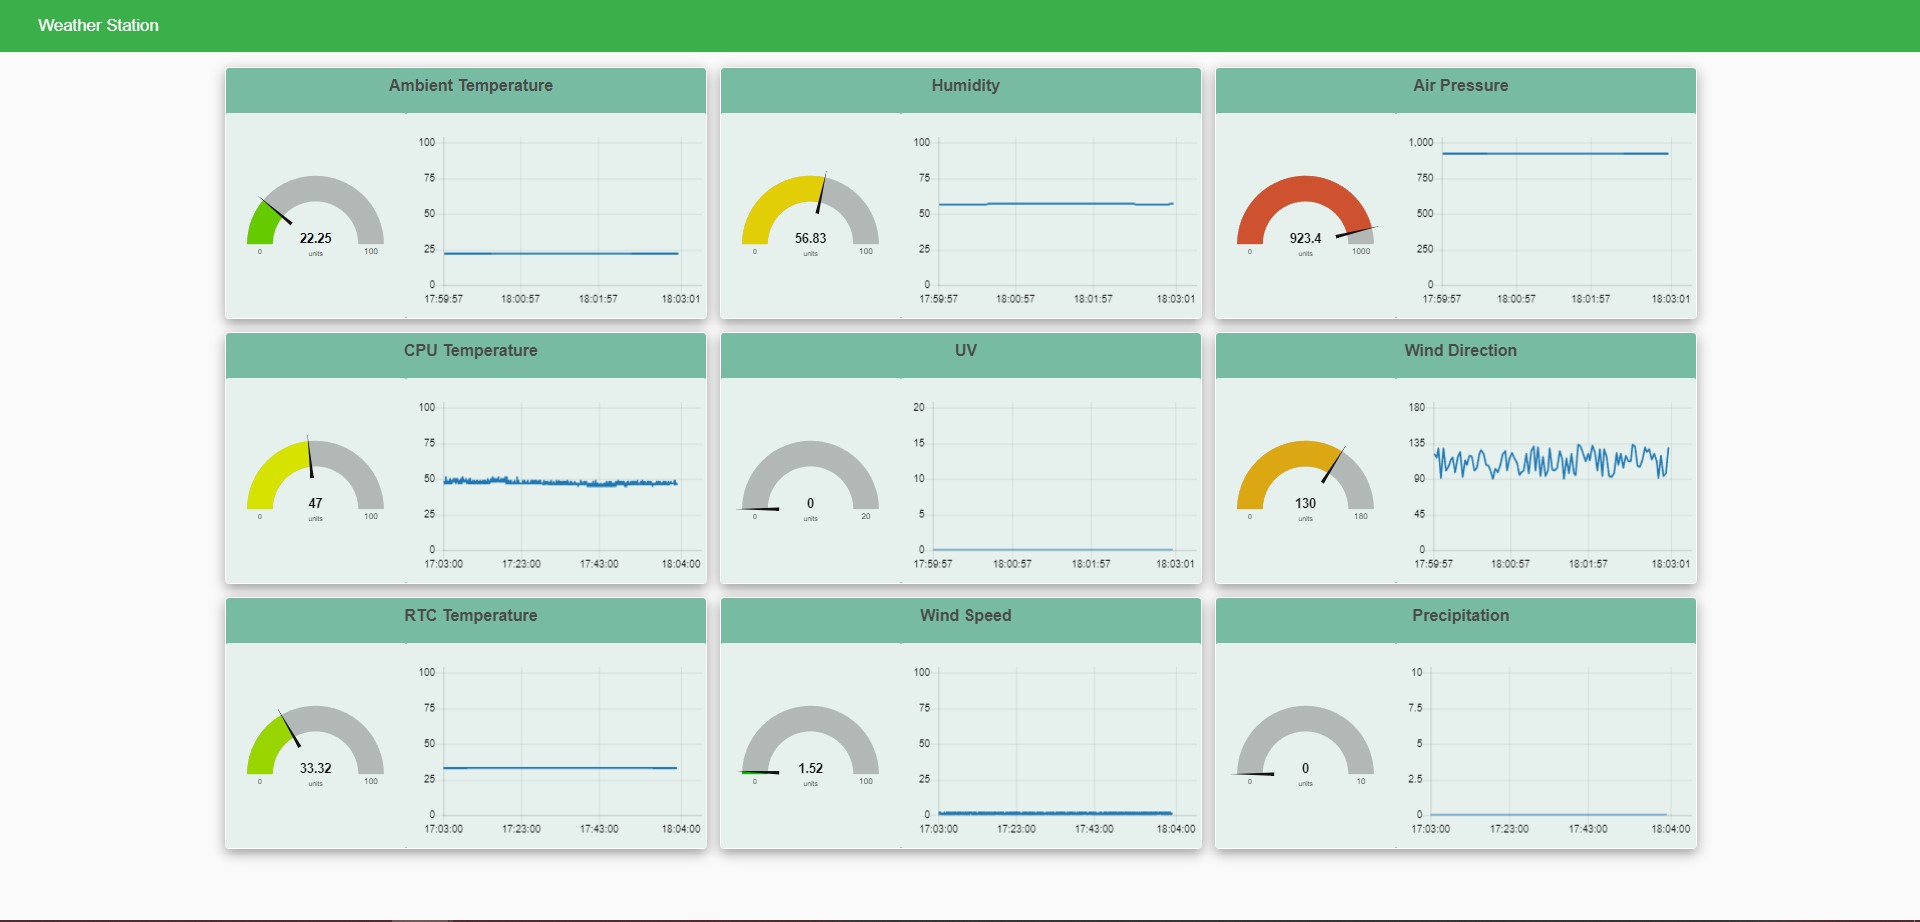 Weather Station
Ambient Temperature
22.25
units
0
100
100
75
50
25
0
17:59:57 18:00:57 18:01:57 18:03:01
Humidity
56.83
units
0
100
100
75
50
25
0
17:59:57 18:00:57 18:01:57 18:03:01
Air Pressure
923.4
units
0
1000
1,000
750
500
250
0
17:59:57 18:00:57 18:01:57 18:03:01
CPU Temperature
47
units
0
100
100
75
50
25
0
17:03:00 17:23:00 17:43:00 18:04:00
UV
0
units
0
20
20
15
10
5
0
17:59:57 18:00:57 18:01:57 18:03:01
Wind Direction
130
units
0
180
180
135
90
45
0
17:59:57 18:00:57 18:01:57 18:03:01
RTC Temperature
33.32
units
0
100
100
75
50
25
0
17:03:00 17:23:00 17:43:00 18:04:00
Wind Speed
1.52
units
0
100
100
75
50
25
0
17:03:00 17:23:00 17:43:00 18:04:00
Precipitation
0
units
0
10
10
7.5
5
2.5
0
17:03:00 17:23:00 17:43:00 18:04:00